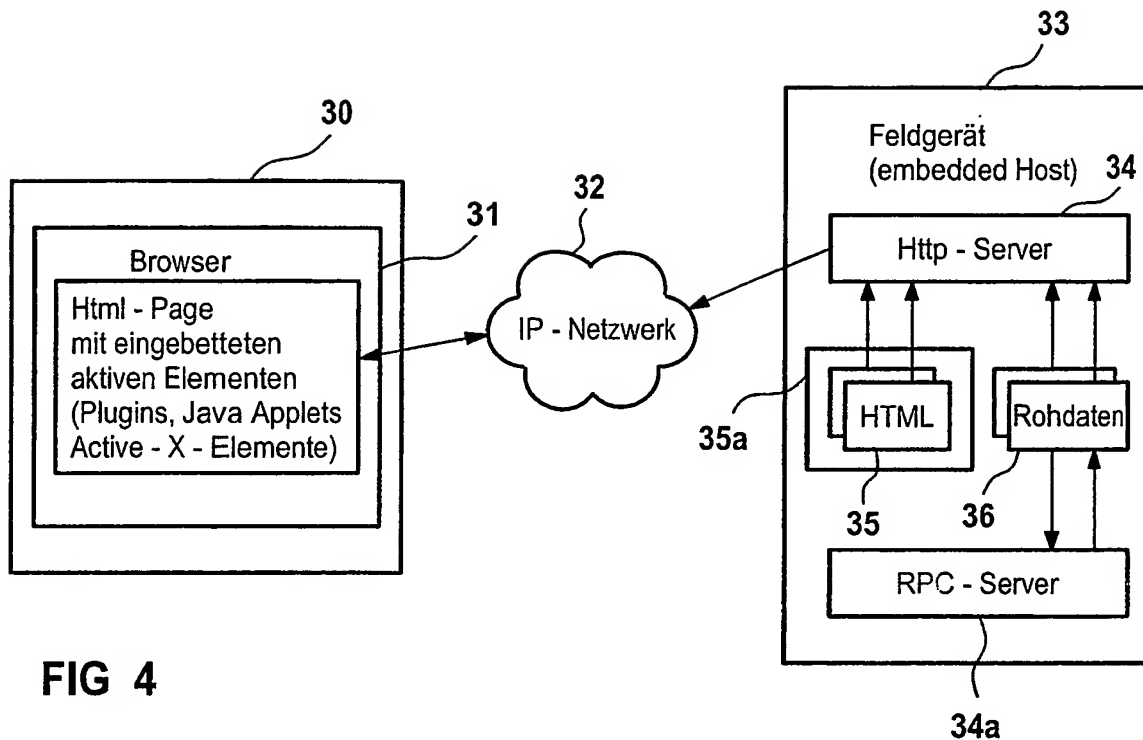 33
30
Feldgerät
(embedded Host)
34
32
31
Http - Server
Browser
Html - Page
mit eingebetteten
aktiven Elementen
(Plugins, Java Applets
Active - X - Elemente)
IP - Netzwerk
35a
HTML
Rohdaten
35
36
RPC - Server
FIG 4
34a